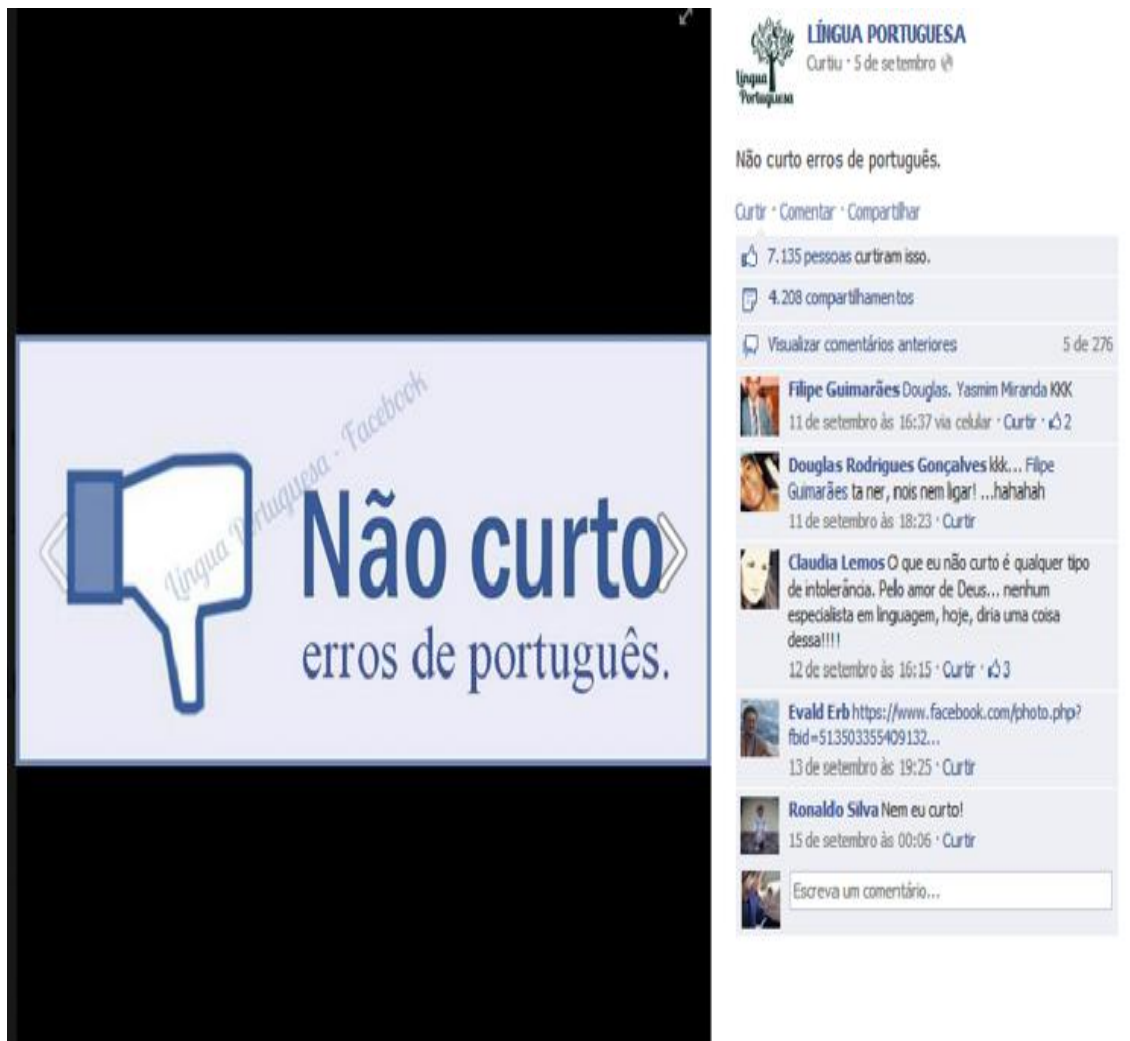 Língua Portuguesa - Facebook
Não curto
erros de português.
língua
Portuguesa
LÍNGUA PORTUGUESA
Curtiu · 5 de setembro
Não curto erros de português.
Curtir · Comentar · Compartilhar
7.135 pessoas curtiram isso.
4.208 compartilhamentos
Visualizar comentários anteriores 5 de 276
Filipe Guimarães Douglas. Yasmim Miranda KKK
11 de setembro às 16:37 via celular · Curtir · 2
Douglas Rodrigues Gonçalves kkk... Filipe
Guimarães ta ner, nois nem ligar! ...hahahah
11 de setembro às 18:23 · Curtir
Claudia Lemos O que eu não curto é qualquer tipo
de intolerância. Pelo amor de Deus... nenhum
especialista em linguagem, hoje, diria uma coisa
dessa!!!!
12 de setembro às 16:15 · Curtir · 3
Evald Erb https://www.facebook.com/photo.php?
fbid=513503355409132...
13 de setembro às 19:25 · Curtir
Ronaldo Silva Nem eu curto!
15 de setembro às 00:06 · Curtir
Escreva um comentário...